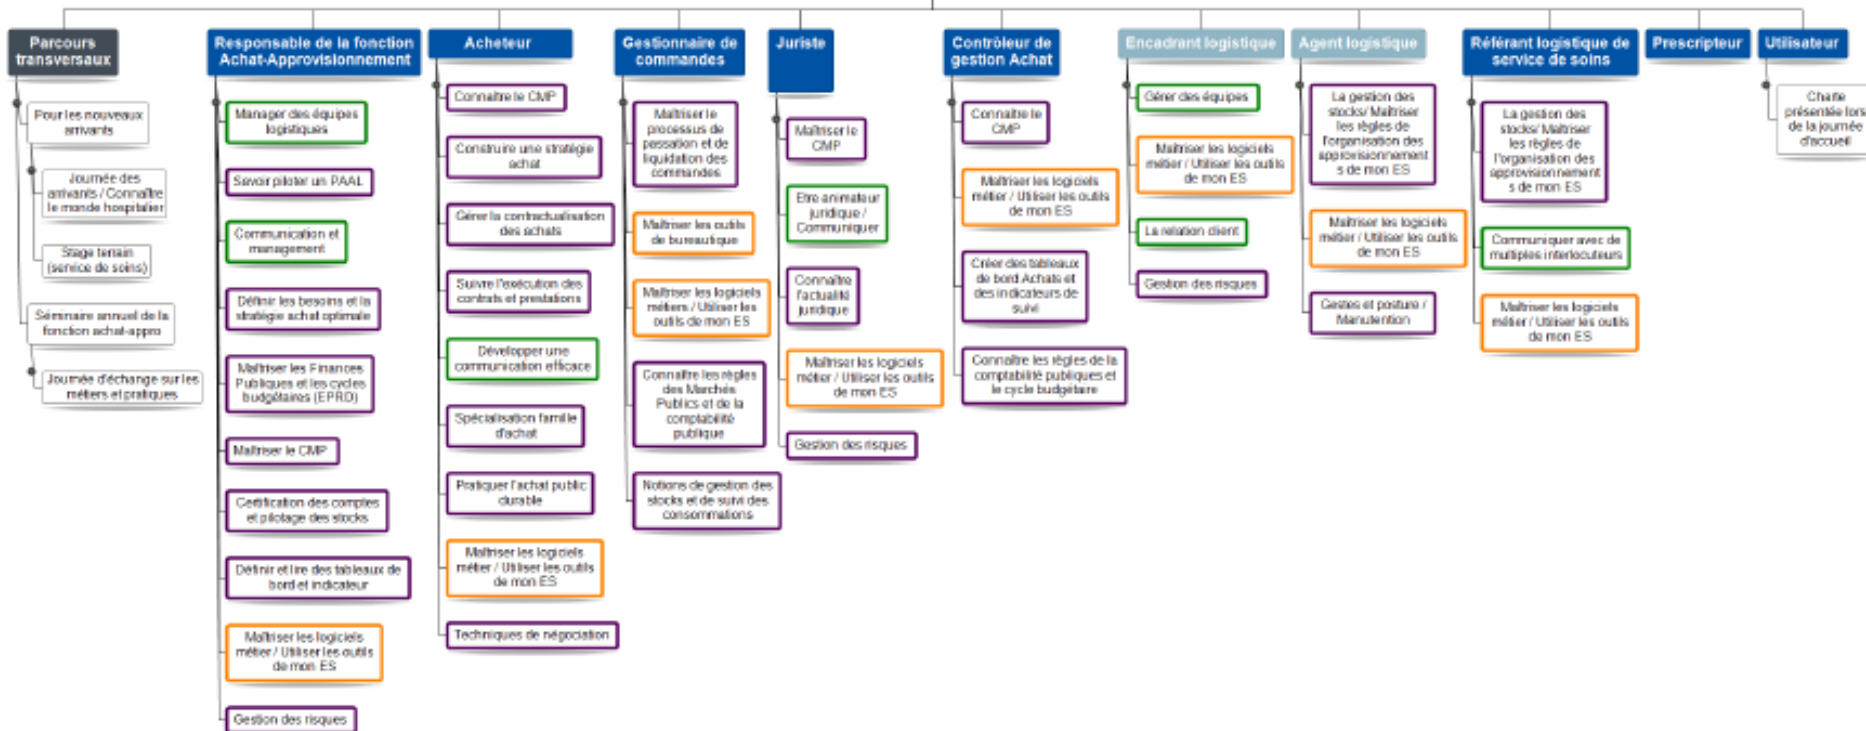 Parcours
transversaux
Pour les nouveaux
arrivants
Journée des
arrivants / Connaître
le monde hospitalier
Stage terrain
(service de soins)
Séminaire annuel de la
fonction achat-appro
Journée d'échange sur les
métiers et pratiques
Responsable de la fonction
Achat-Approvisionnement
Manager des équipes
logistiques
Savoir piloter un PAAL
Communication et
management
Définir les besoins et la
stratégie achat optimale
Maîtriser les Finances
Publiques et les cycles
budgétaires (EPRD)
Maîtriser le CMP
Certification des comptes
et pilotage des stocks
Définir et lire des tableaux de
bord et indicateur
Maîtriser les logiciels
métier / Utiliser les outils
de mon ES
Gestion des risques
Acheteur
Connaitre le CMP
Construire une stratégie
achat
Gérer la contractualisation
des achats
Suivre l'exécution des
contrats et prestations
Développer une
communication efficace
Spécialisation famille
d'achat
Pratiquer l'achat public
durable
Maîtriser les logiciels
métier / Utiliser les outils
de mon ES
Techniques de négociation
Gestionnaire de
commandes
Maîtriser le
processus de
passation et de
liquidation des
commandes
Maîtriser les outils
de bureautique
Maîtriser les logiciels
métiers / Utiliser les
outils de mon ES
Connaître les règles
des Marchés
Publics et de la
comptabilité
publique
Notions de gestion des
stocks et de suivi des
consommations
Juriste
Maîtriser le
CMP
Etre animateur
juridique /
Communiquer
Connaître
l'actualité
juridique
Maîtriser les logiciels
métier / Utiliser les outils
de mon ES
Gestion des risques
Contrôleur de
gestion Achat
Connaitre le
CMP
Maîtriser les logiciels
métier / Utiliser les outils
de mon ES
Créer des tableaux
de bord Achats et
des indicateurs de
suivi
Connaître les règles de la
comptabilité publiques et
le cycle budgétaire
Encadrant logistique
Gérer des équipes
Maîtriser les logiciels
métier / Utiliser les outils
de mon ES
La relation client
Gestion des risques
Agent logistique
La gestion des
stocks/ Maîtriser
les règles de
l'organisation des
approvisionnement
s de mon ES
Maîtriser les logiciels
métier / Utiliser les outils
de mon ES
Gestes et posture /
Manutention
Référant logistique de
service de soins
La gestion des
stocks/ Maîtriser
les règles de
l'organisation des
approvisionnement
s de mon ES
Communiquer avec de
multiples interlocuteurs
Maîtriser les logiciels
métier / Utiliser les outils
de mon ES
Prescripteur
Utilisateur
Charte
présentée lors
de la journée
d'accueil